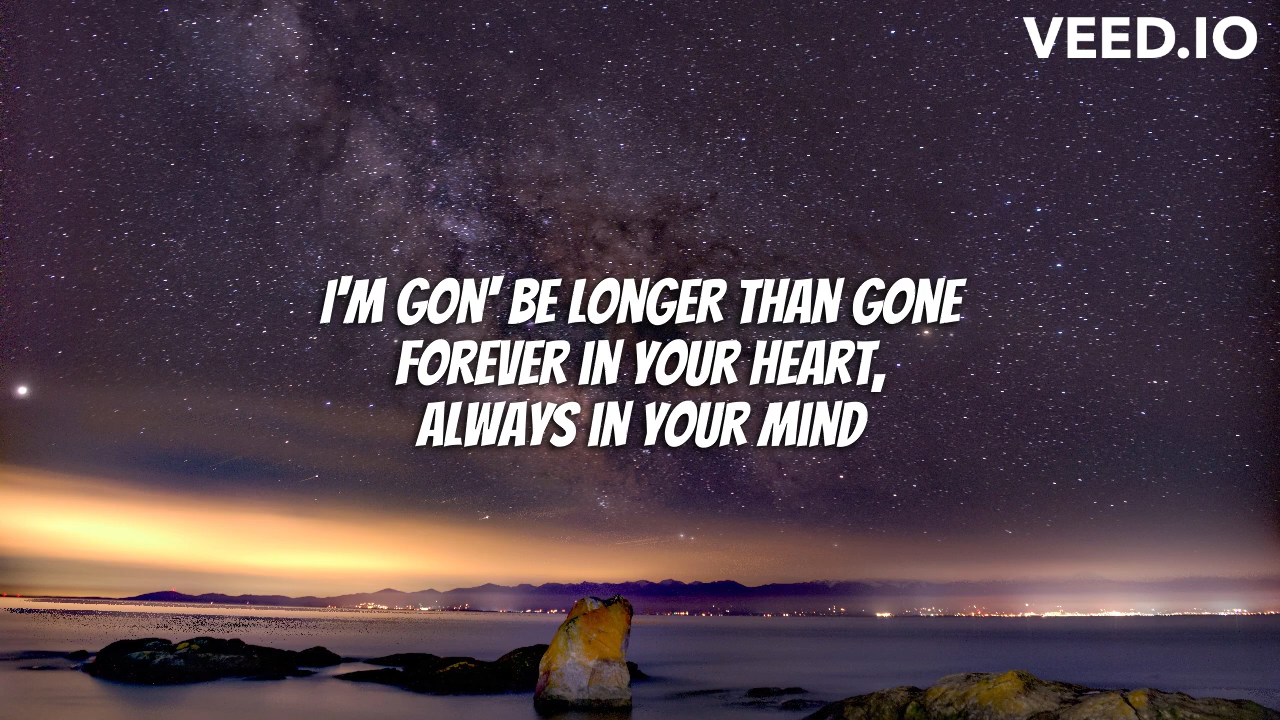 VEED.IO
I'M GON' BE LONGER THAN GONE
FOREVER IN YOUR HEART,
ALWAYS IN YOUR MIND